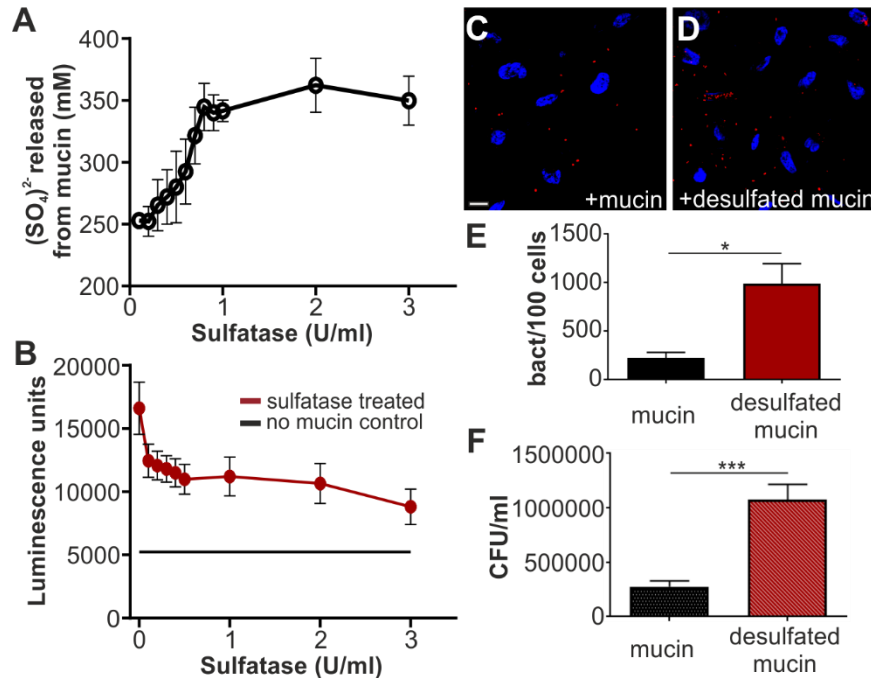 A
(SO₄)²⁻ released
from mucin (mM)
400
350
300
250
200
0
1
2
3
Sulfatase (U/ml)
B
Luminescence units
20000
15000
10000
5000
0
sulfatase treated
no mucin control
0
1
2
3
Sulfatase (U/ml)
C
+mucin
D
+desulfated mucin
E
bact/100 cells
1500
1000
500
0
*
mucin
desulfated
mucin
F
CFU/ml
1500000
1000000
500000
0
***
mucin
desulfated
mucin